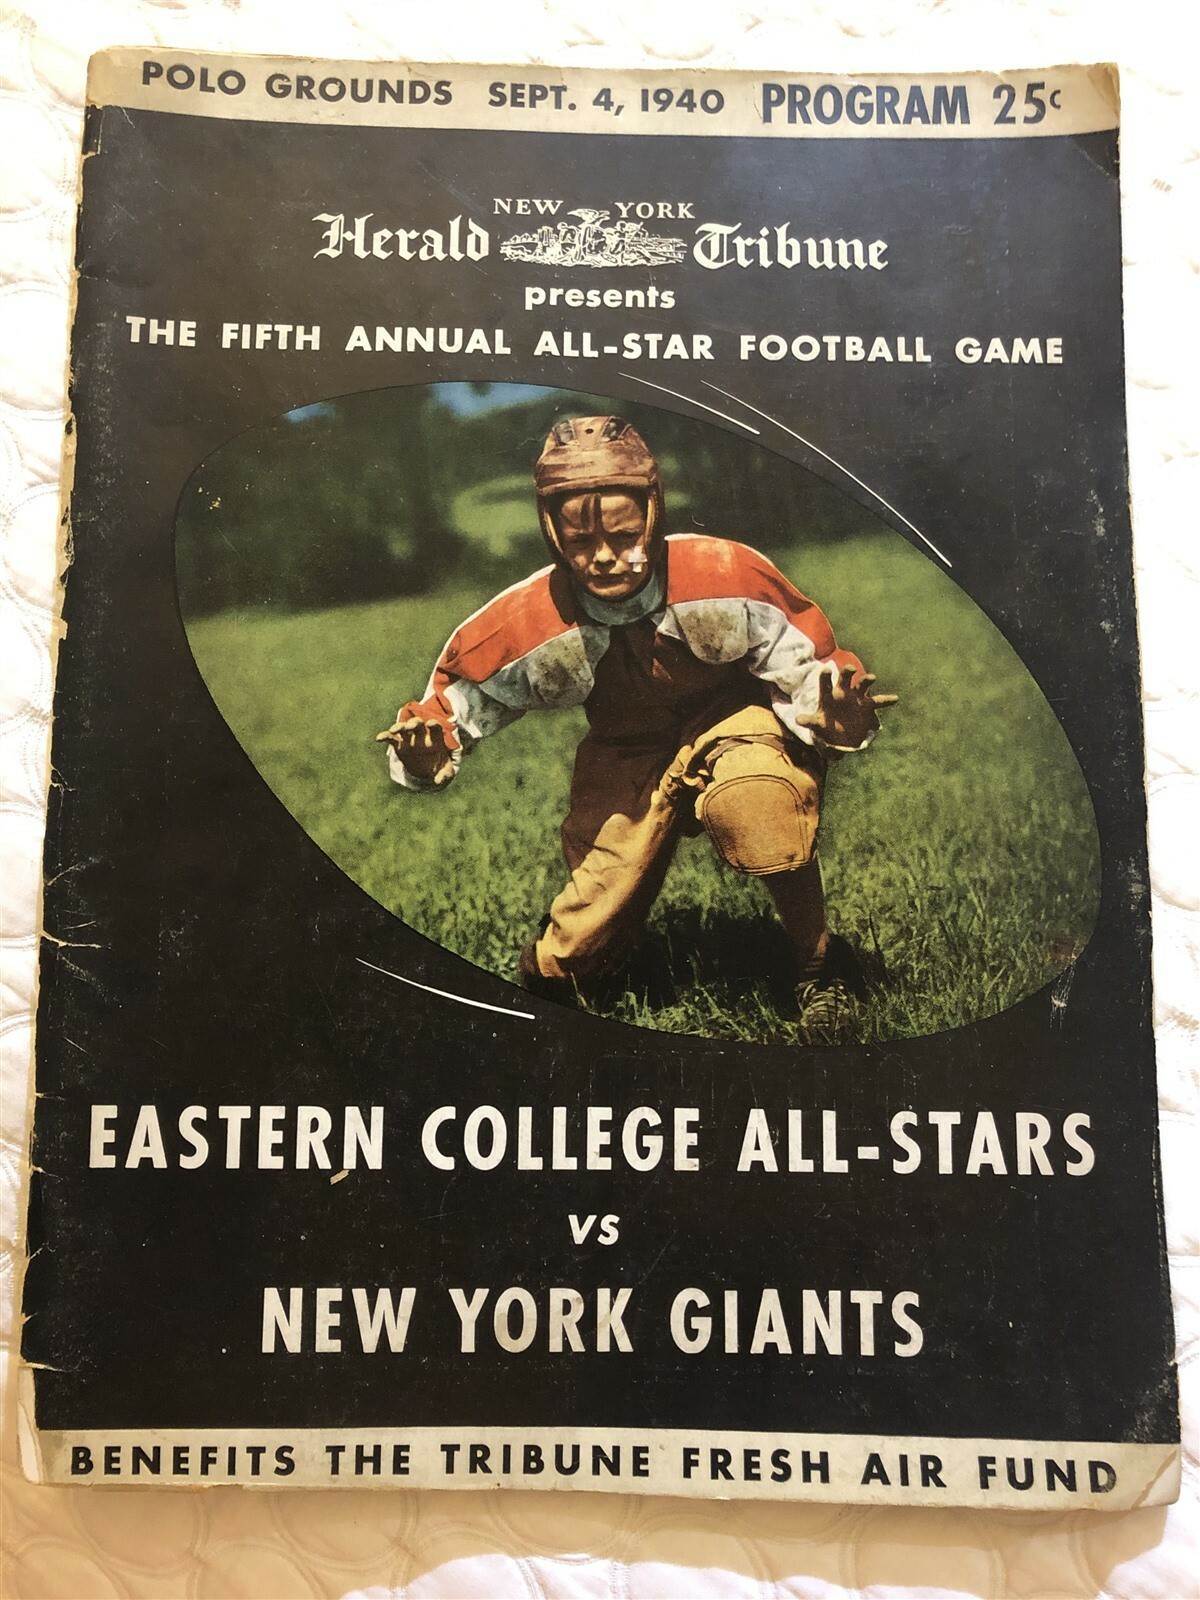 POLO GROUNDS SEPT. 4, 1940 PROGRAM 25c
NEW YORK
Herald Tribune
presents
THE FIFTH ANNUAL ALL-STAR FOOTBALL GAME
EASTERN COLLEGE ALL-STARS
VS
NEW YORK GIANTS
BENEFITS THE TRIBUNE FRESH AIR FUND